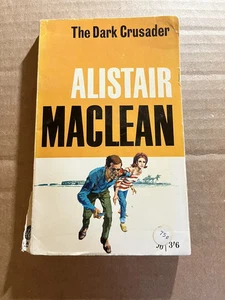 The Dark Crusader
ALISTAIR
MACLEAN
3'6